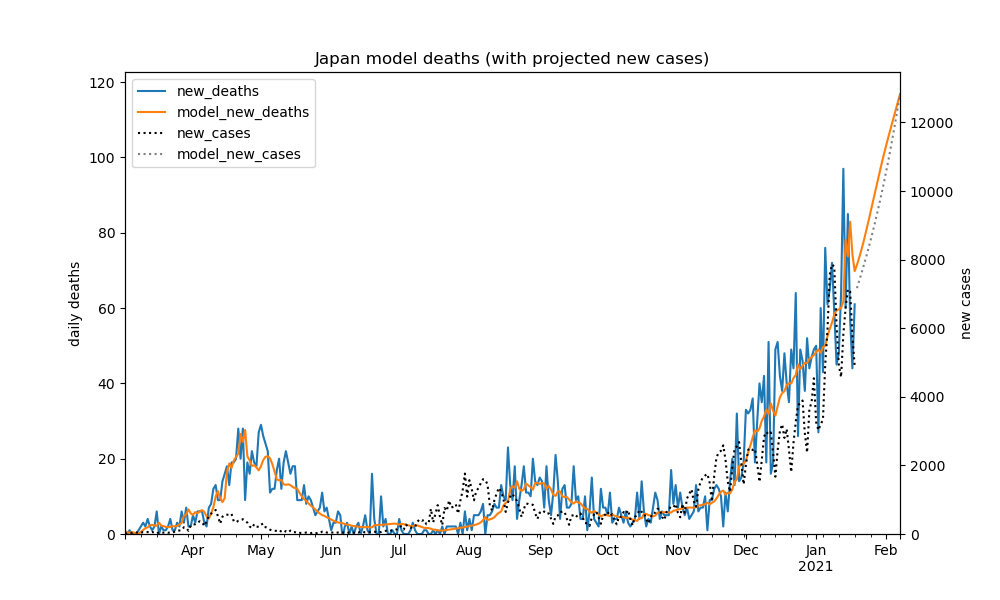 Japan model deaths (with projected new cases)
new_deaths
model_new_deaths
new_cases
model_new_cases
daily deaths
120
100
80
60
40
20
0
new cases
12000
10000
8000
6000
4000
2000
0
Apr May Jun Jul Aug Sep Oct Nov Dec Jan Feb
2021